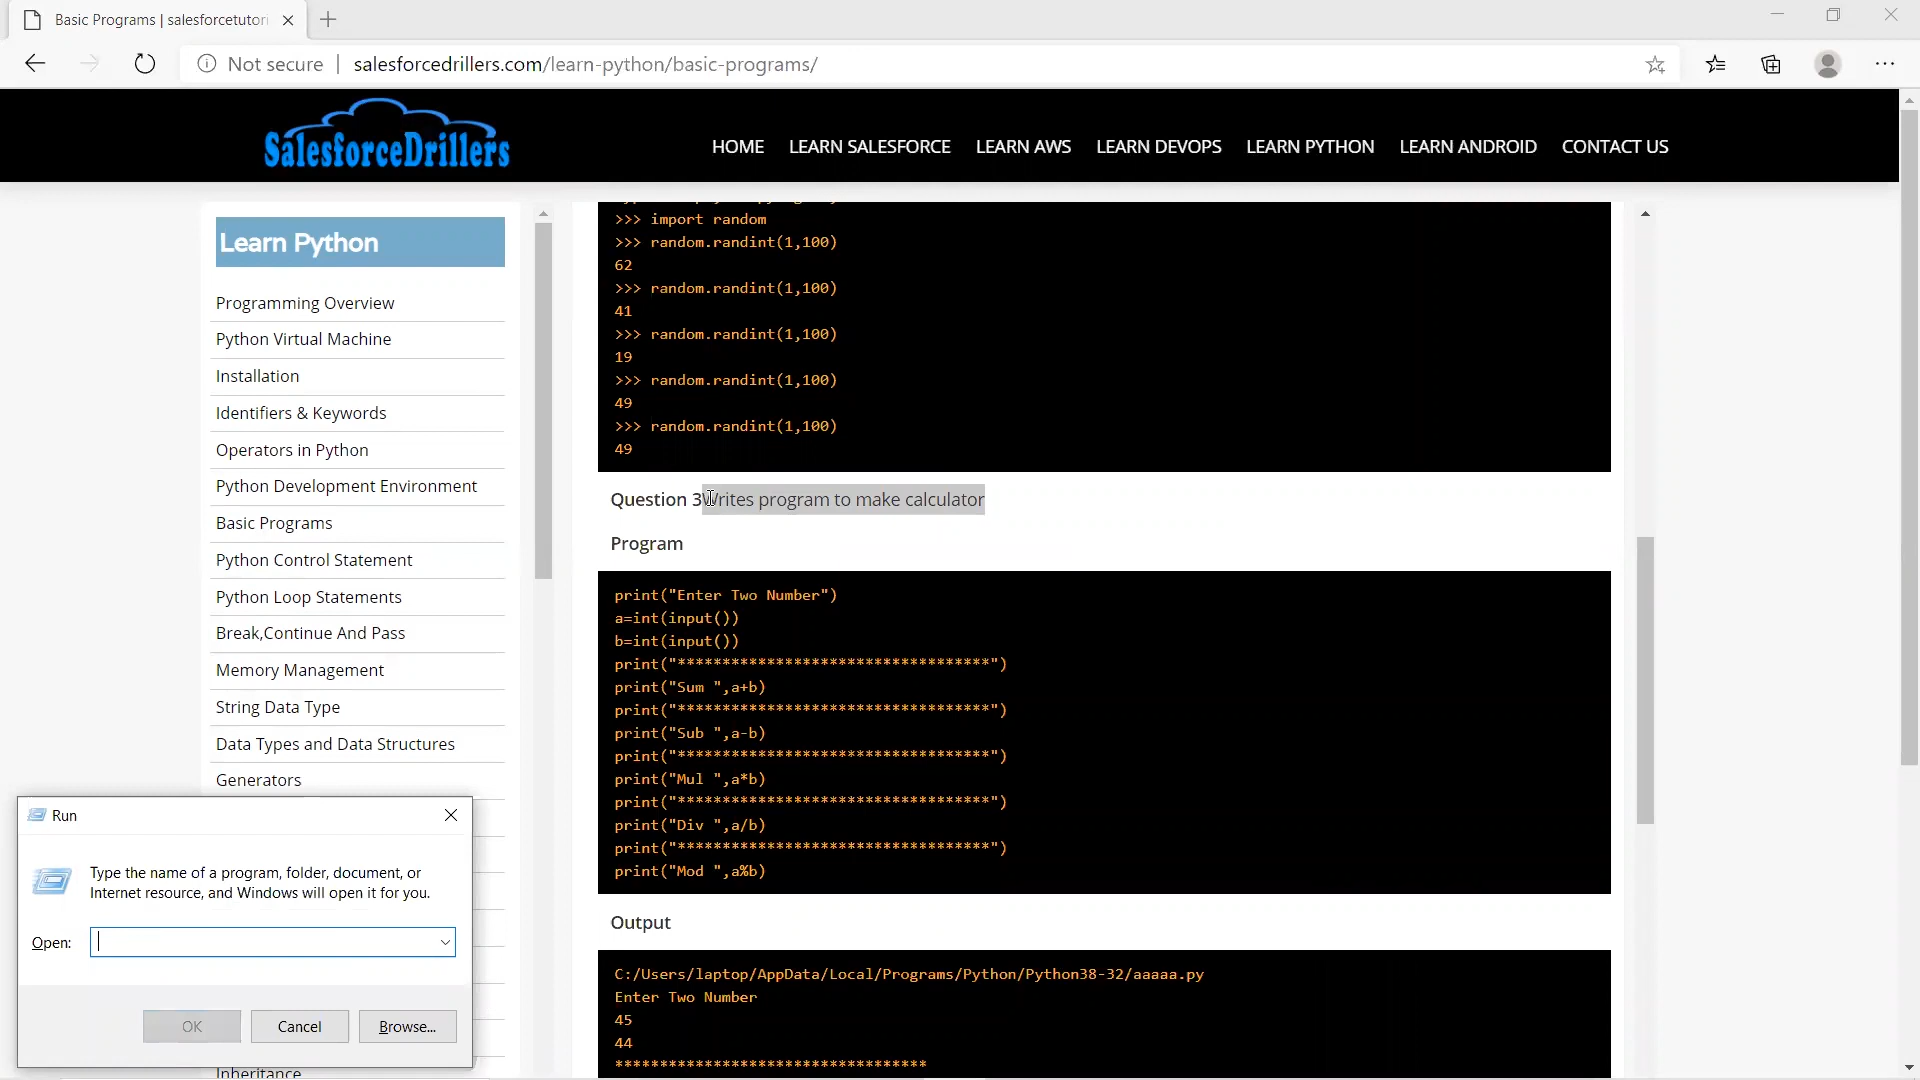 Basic Programs | salesforcetutori
Not secure | salesforcedrillers.com/learn-python/basic-programs/
SalesforceDrillers
HOME LEARN SALESFORCE LEARN AWS LEARN DEVOPS LEARN PYTHON LEARN ANDROID CONTACT US
Learn Python
Programming Overview
Python Virtual Machine
Installation
Identifiers & Keywords
Operators in Python
Python Development Environment
Basic Programs
Python Control Statement
Python Loop Statements
Break,Continue And Pass
Memory Management
String Data Type
Data Types and Data Structures
Generators
Inheritance
>>> import random
>>> random.randint(1,100)
62
>>> random.randint(1,100)
41
>>> random.randint(1,100)
19
>>> random.randint(1,100)
49
>>> random.randint(1,100)
49
Question 3Writes program to make calculator
Program
print("Enter Two Number")
a=int(input())
b=int(input())
print("***********************************")
print("Sum ",a+b)
print("***********************************")
print("Sub ",a-b)
print("***********************************")
print("Mul ",a*b)
print("***********************************")
print("Div ",a/b)
print("***********************************")
print("Mod ",a%b)
Output
C:/Users/laptop/AppData/Local/Programs/Python/Python38-32/aaaaa.py
Enter Two Number
45
44
***********************************
Run
Type the name of a program, folder, document, or
Internet resource, and Windows will open it for you.
Open:
OK Cancel Browse...